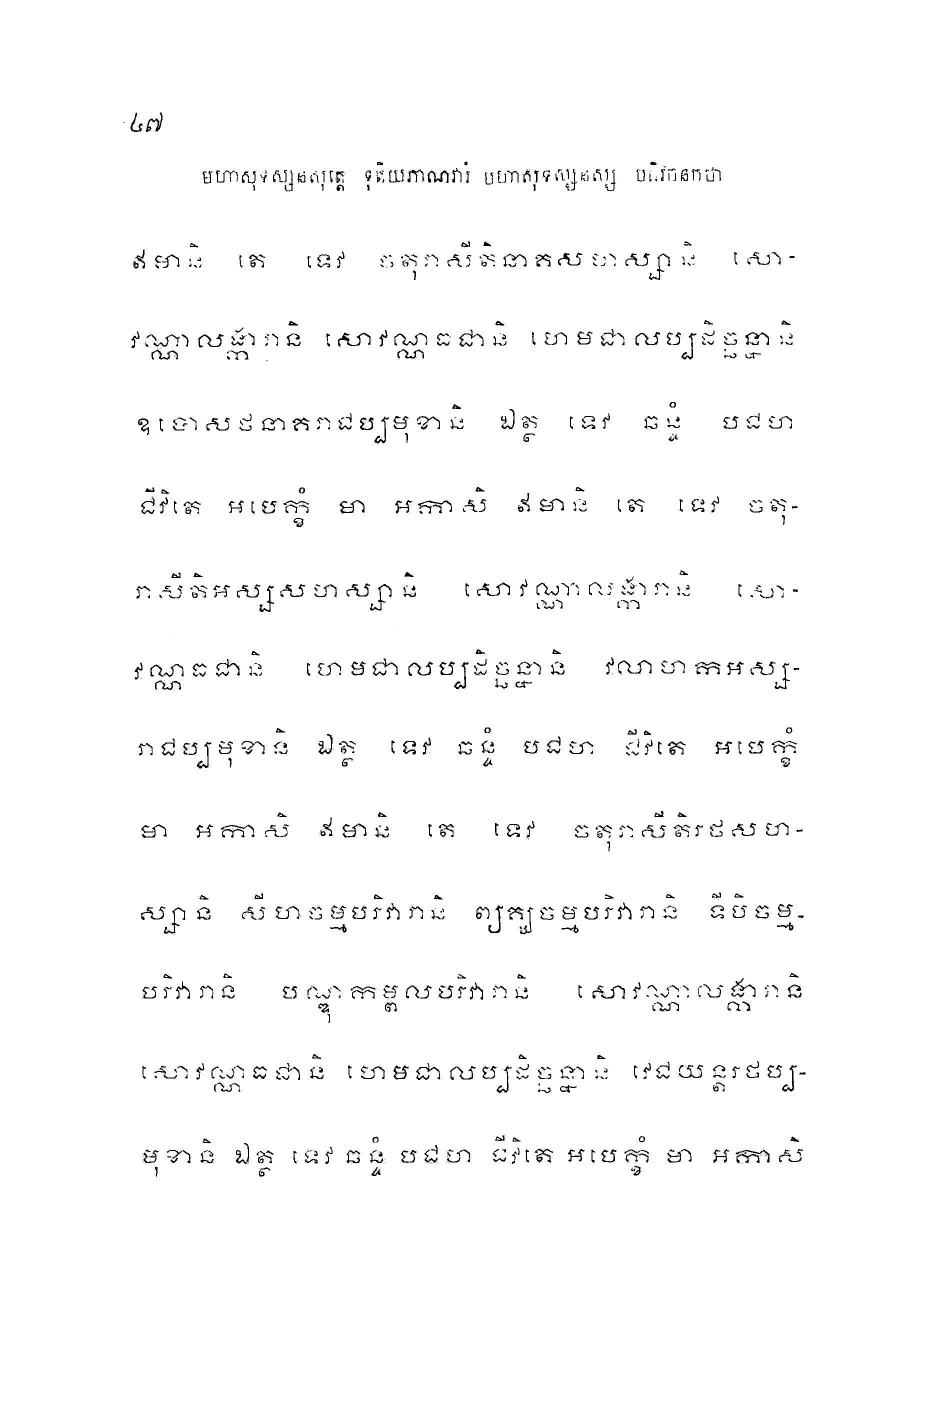 ៤៧
មហាសុទស្សនសុត្តេ ទុតិយភាណវារំ មហាសុទស្សនស្ស បរិវិតក្កកថា
ឥមានិ តេ ទេវ ចតុរាសីតិនាគសហស្សានិ សោ-
វណ្ណាលង្ការានិ សោវណ្ណធជានិ ហេមជាលប្បដិច្ឆន្នានិ
ឧបោសថនាគរាជប្បមុខានិ ឯត្ថ ទេវ ឆន្ទំ បជហ
ជីវិតេ អបេក្ខំ មា អកាសិ ឥមានិ តេ ទេវ ចតុ-
រាសីតិអស្សសហស្សានិ សោវណ្ណាលង្ការានិ សោ-
វណ្ណធជានិ ហេមជាលប្បដិច្ឆន្នានិ វលាហកអស្ស-
រាជប្បមុខានិ ឯត្ថ ទេវ ឆន្ទំ បជហ ជីវិតេ អបេក្ខំ
មា អកាសិ ឥមានិ តេ ទេវ ចតុរាសីតិរថសហ-
ស្សានិ សីហចម្មបរិវារានិ ព្យគ្ឃចម្មបរិវារានិ ទីបិចម្ម-
បរិវារានិ បណ្ឌុកម្ពលបរិវារានិ សោវណ្ណាលង្ការានិ
សោវណ្ណធជានិ ហេមជាលប្បដិច្ឆន្នានិ វេជយន្តរថប្ប-
មុខានិ ឯត្ថ ទេវ ឆន្ទំ បជហ ជីវិតេ អបេក្ខំ មា អកាសិ